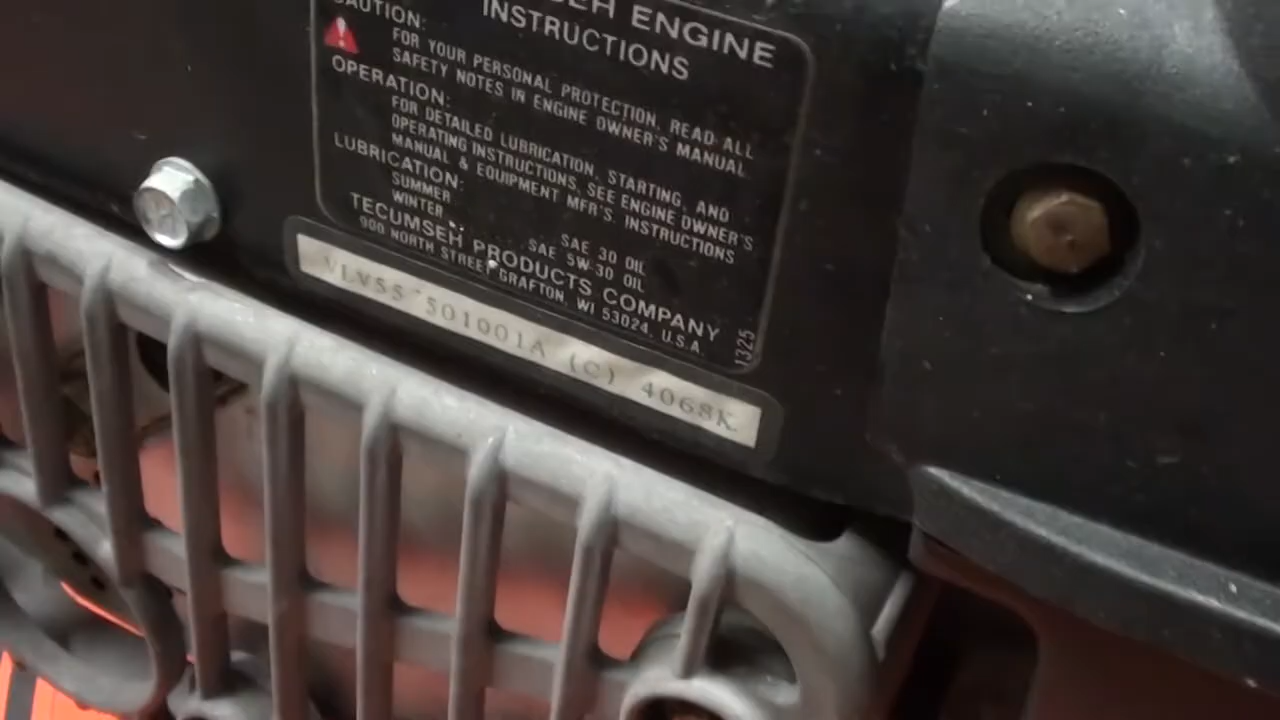 ENGINE
INSTRUCTIONS
CAUTION:
FOR YOUR PERSONAL PROTECTION, READ ALL
SAFETY NOTES IN ENGINE OWNER'S MANUAL
OPERATION:
FOR DETAILED LUBRICATION, STARTING, AND
OPERATING INSTRUCTIONS, SEE ENGINE OWNER'S
MANUAL & EQUIPMENT MFR'S. INSTRUCTIONS
LUBRICATION:
SUMMER SAE 30 OIL
WINTER SAE 5W-30 OIL
TECUMSEH PRODUCTS COMPANY
900 NORTH STREET GRAFTON, WI 53024, U.S.A.
1325
VLV55 501001A (C) 4068K